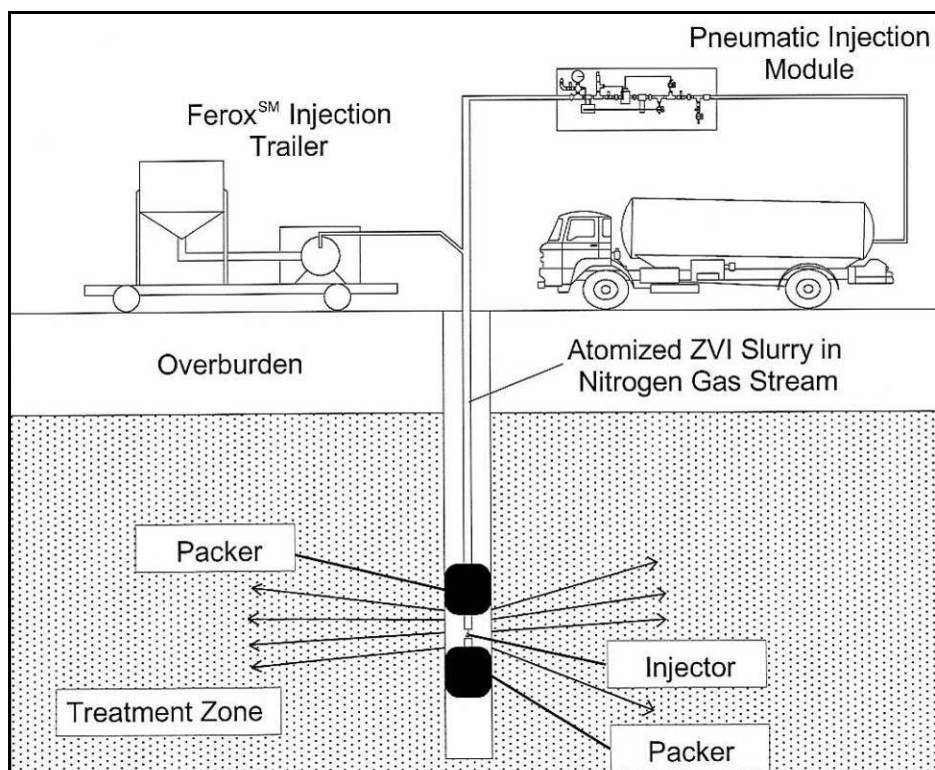 Pneumatic Injection
Module
Ferox℠ Injection
Trailer
Overburden
Atomized ZVI Slurry in
Nitrogen Gas Stream
Packer
Injector
Treatment Zone
Packer